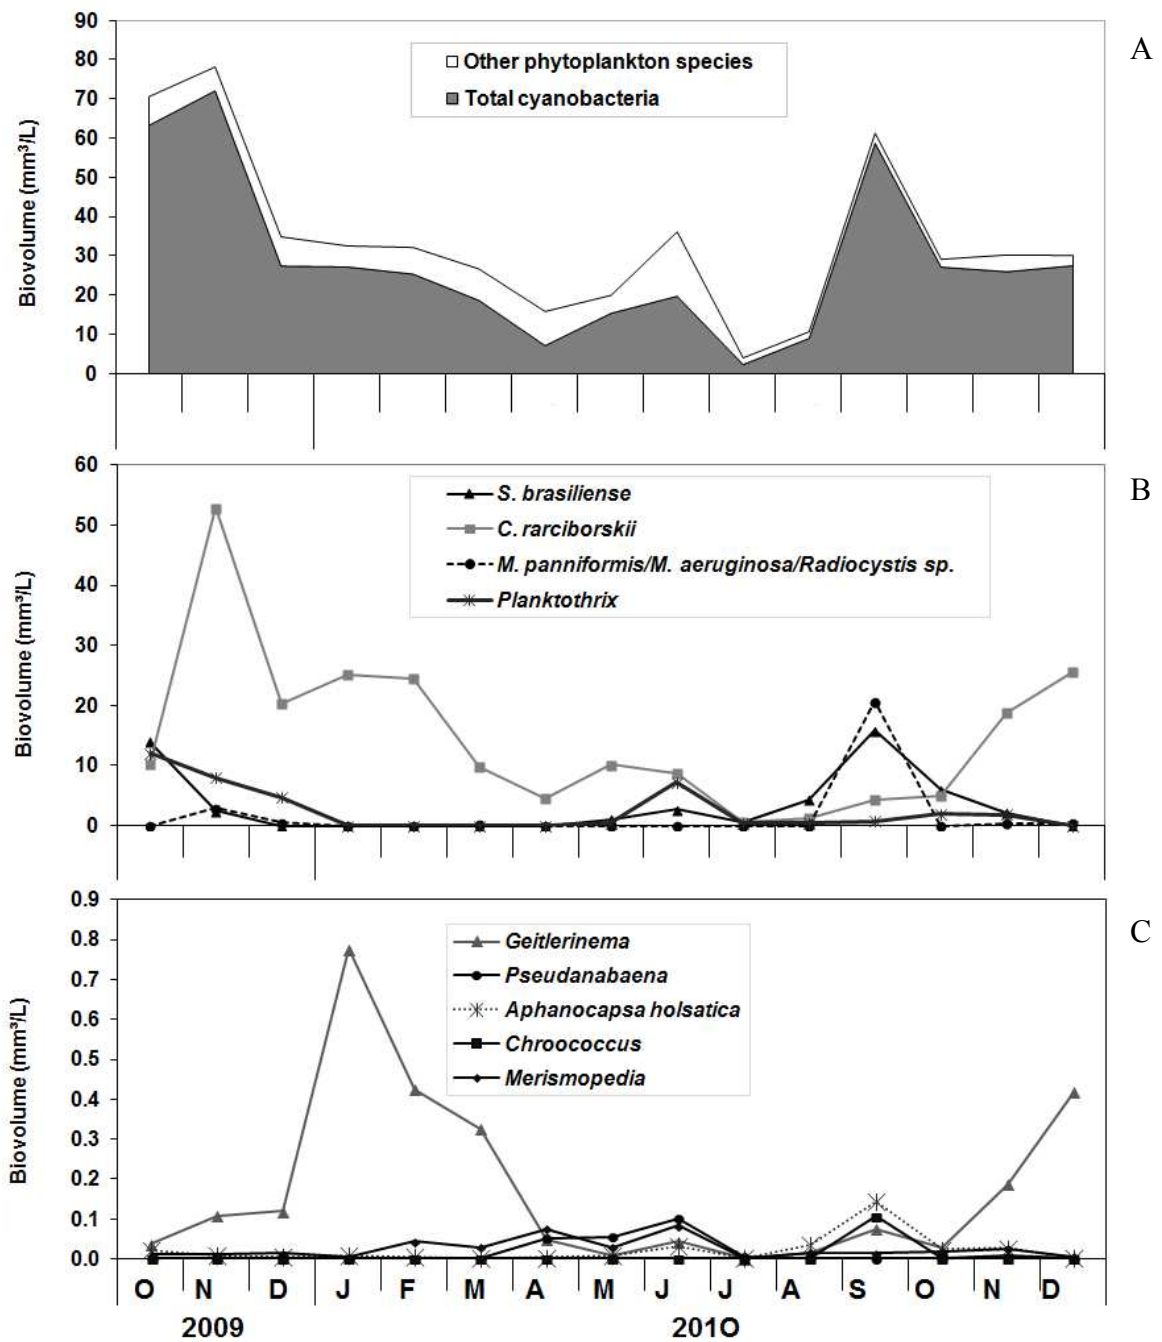 A
90
80
70
60
50
40
30
20
10
0
Biovolume (mm³/L)
Other phytoplankton species
Total cyanobacteria
B
60
50
40
30
20
10
0
Biovolume (mm³/L)
S. brasiliense
C. rarciborskii
M. panniformis/M. aeruginosa/Radiocystis sp.
Planktothrix
C
0.9
0.8
0.7
0.6
0.5
0.4
0.3
0.2
0.1
0.0
Biovolume (mm³/L)
Geitlerinema
Pseudanabaena
Aphanocapsa holsatica
Chroococcus
Merismopedia
O N D J F M A M J J A S O N D
2009 201O